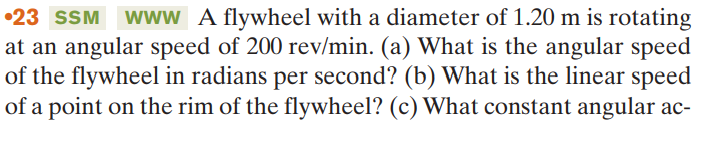 •23 SSM WWW A flywheel with a diameter of 1.20 m is rotating
at an angular speed of 200 rev/min. (a) What is the angular speed
of the flywheel in radians per second? (b) What is the linear speed
of a point on the rim of the flywheel? (c) What constant angular ac-